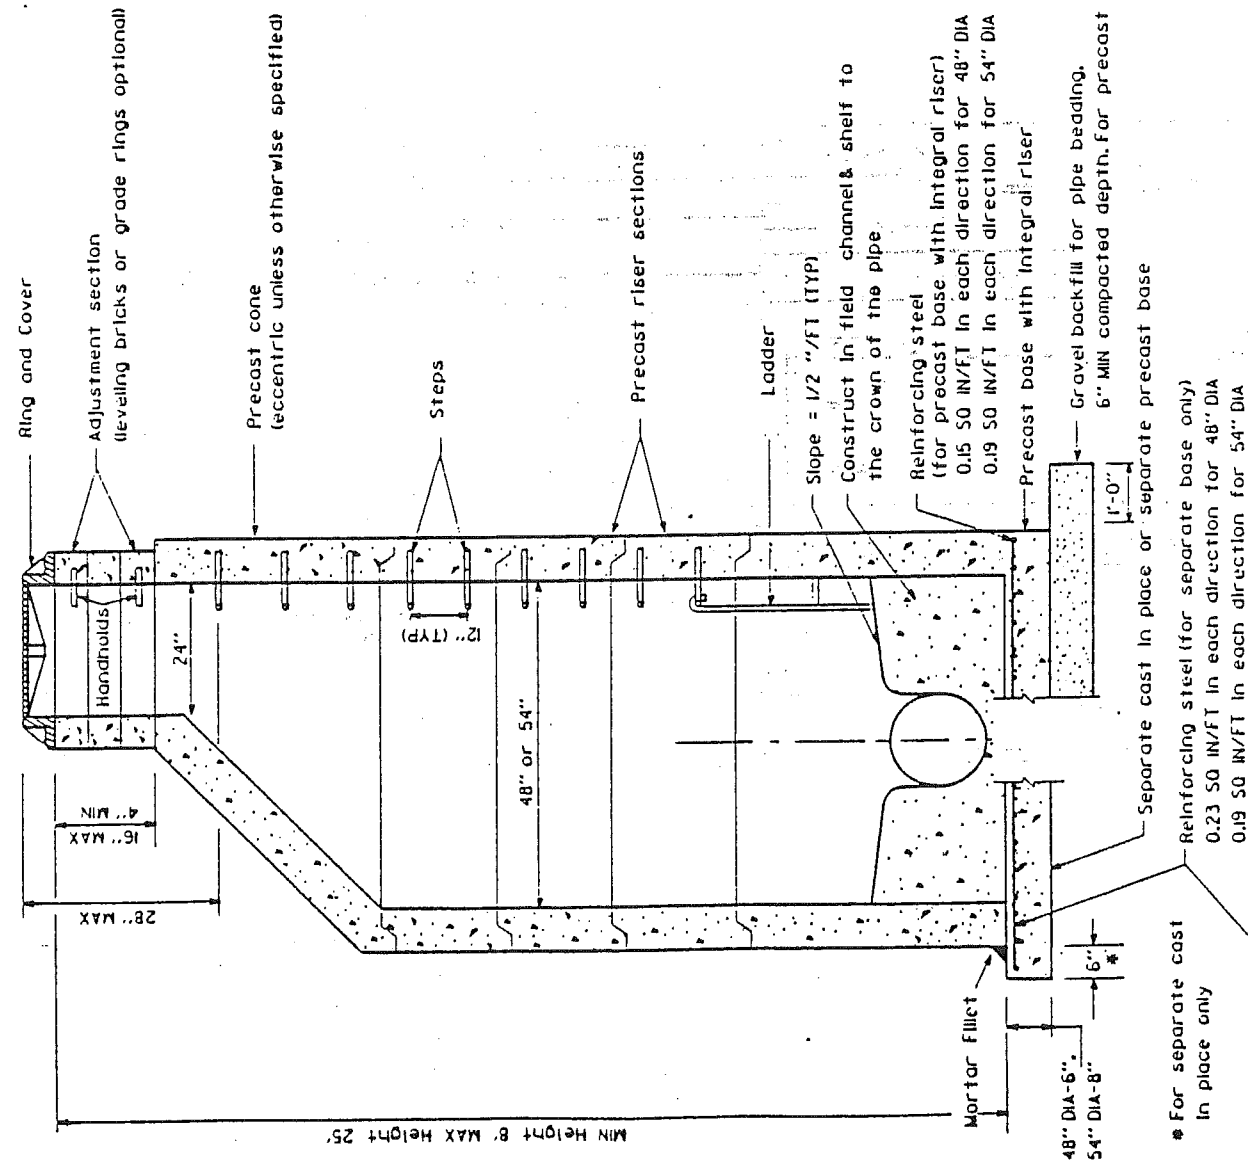 Ring and Cover
Adjustment section
(leveling bricks or grade rings optional)
Precast cone
(eccentric unless otherwise specified)
Steps
Precast riser sections
Ladder
Slope = 1/2 "/FT (TYP)
Construct in field channel & shelf to
the crown of the pipe
Reinforcing steel
(for precast base with integral riser)
0.15 SQ IN/FT in each direction for 48" DIA
0.19 SQ IN/FT in each direction for 54" DIA
Precast base with integral riser
Gravel backfill for pipe bedding.
6" MIN compacted depth. For precast
1'-0"
Separate cast in place or separate precast base
Reinforcing steel (for separate base only)
0.23 SQ IN/FT in each direction for 48" DIA
0.19 SQ IN/FT in each direction for 54" DIA
Handholds
24"
12" (TYP)
48" or 54"
4" MIN
16" MAX
28" MAX
MIN Height 8' MAX Height 25'
Mortar Fillet
6"
*
48" DIA-6".
54" DIA-8"
* For separate cast
in place only